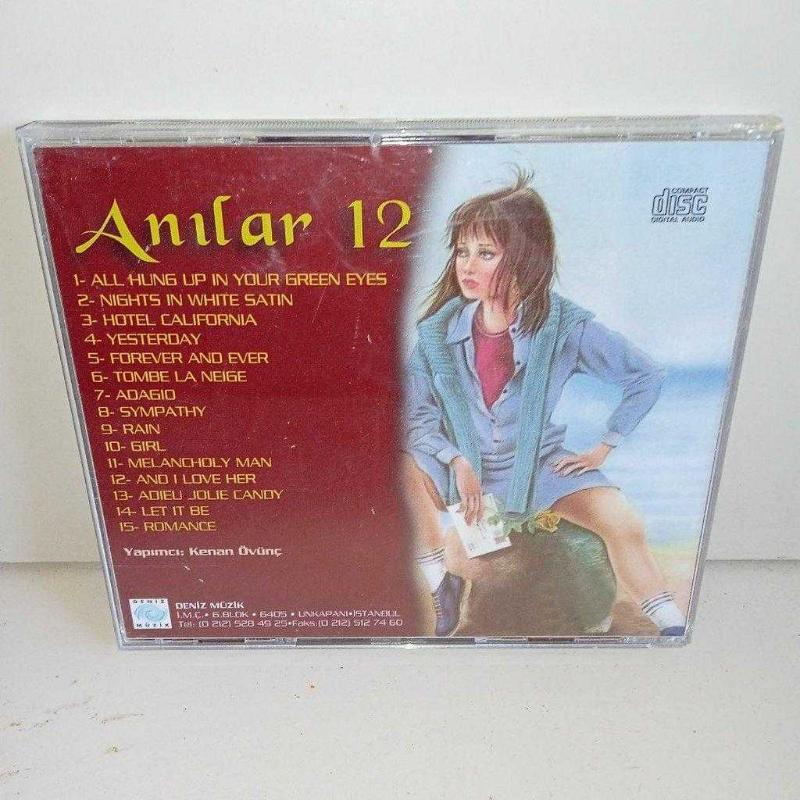 Anılar 12
COMPACT
disc
DIGITAL AUDIO
1- ALL HUNG UP IN YOUR GREEN EYES
2- NIGHTS IN WHITE SATIN
3- HOTEL CALIFORNIA
4- YESTERDAY
5- FOREVER AND EVER
6- TOMBE LA NEIGE
7- ADAGIO
8- SYMPATHY
9- RAIN
10- GIRL
11- MELANCHOLY MAN
12- AND I LOVE HER
13- ADIEU JOLIE CANDY
14- LET IT BE
15- ROMANCE
Yapımcı: Kenan Övünç
DENİZ
MÜZİK
DENİZ MÜZİK
İ.M.Ç.• 6.BLOK • 6405 • UNKAPANI•İSTANBUL
Tel: (0 212) 528 49 25•Faks:(0 212) 512 74 60